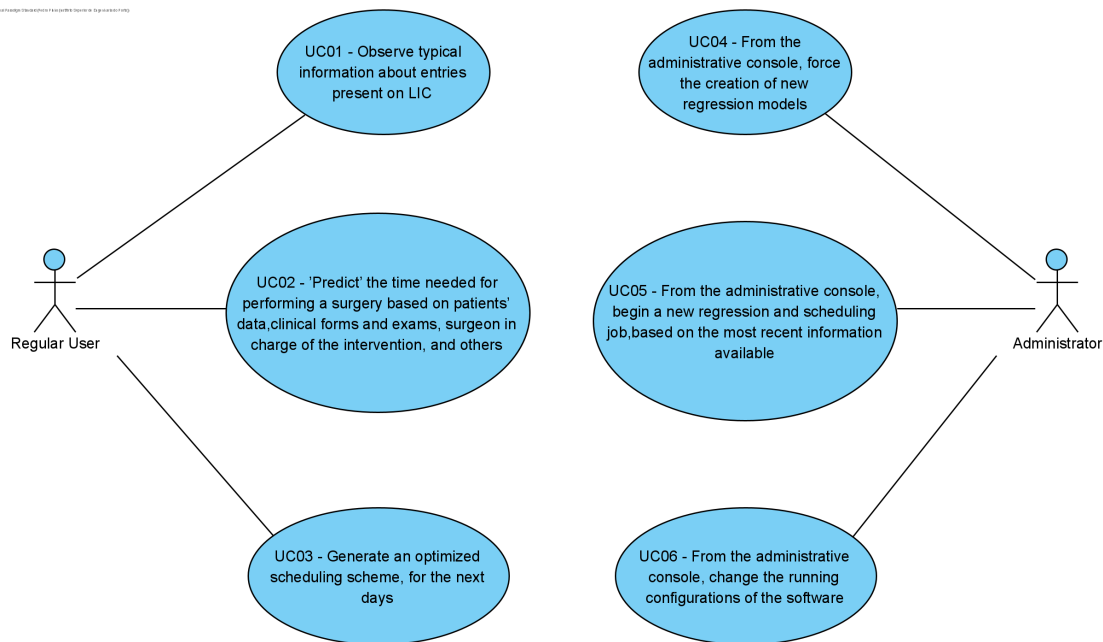 UC01 - Observe typical
information about entries
present on LIC
UC04 - From the
administrative console, force
the creation of new
regression models
UC02 - 'Predict' the time needed for
performing a surgery based on patients'
data,clinical forms and exams, surgeon in
charge of the intervention, and others
UC05 - From the administrative console,
begin a new regression and scheduling
job,based on the most recent information
available
Regular User
Administrator
UC03 - Generate an optimized
scheduling scheme, for the next
days
UC06 - From the administrative
console, change the running
configurations of the software